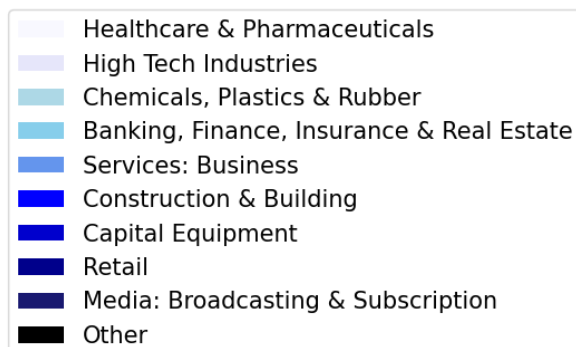 Healthcare & Pharmaceuticals
High Tech Industries
Chemicals, Plastics & Rubber
Banking, Finance, Insurance & Real Estate
Services: Business
Construction & Building
Capital Equipment
Retail
Media: Broadcasting & Subscription
Other